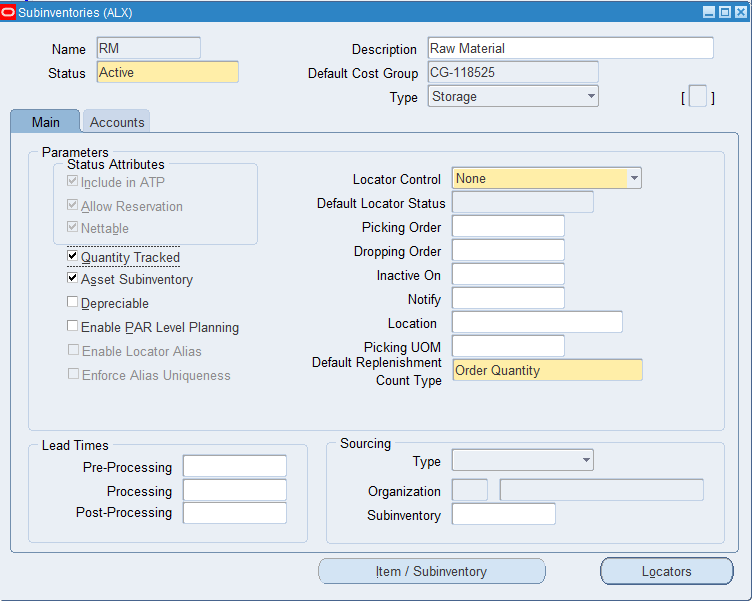 Subinventories (ALX)
Name RM
Description Raw Material
Status Active
Default Cost Group CG-118525
Type Storage
[ ]
Main Accounts
Parameters
Status Attributes
Include in ATP
Allow Reservation
Nettable
Quantity Tracked
Asset Subinventory
Depreciable
Enable PAR Level Planning
Enable Locator Alias
Enforce Alias Uniqueness
Locator Control None
Default Locator Status
Picking Order
Dropping Order
Inactive On
Notify
Location
Picking UOM
Default Replenishment
Count Type Order Quantity
Lead Times
Pre-Processing
Processing
Post-Processing
Sourcing
Type
Organization
Subinventory
Item / Subinventory
Locators